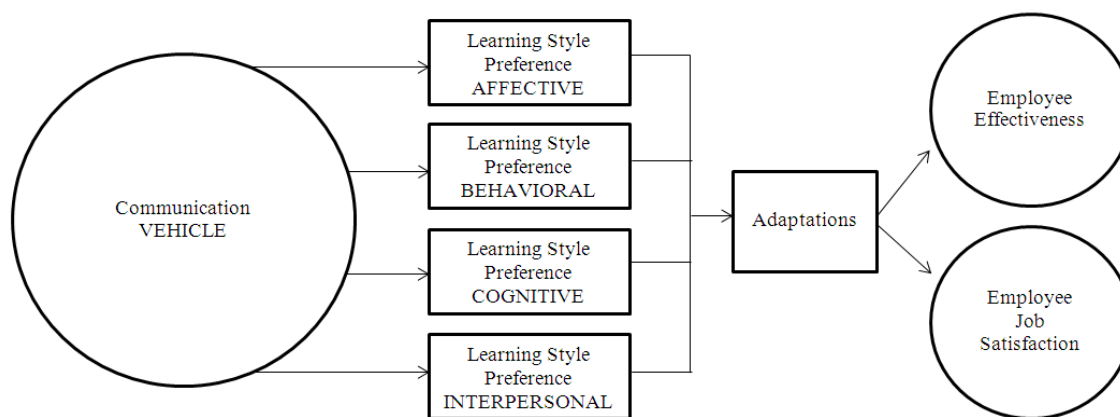 Communication
VEHICLE
Learning Style
Preference
AFFECTIVE
Learning Style
Preference
BEHAVIORAL
Learning Style
Preference
COGNITIVE
Learning Style
Preference
INTERPERSONAL
Adaptations
Employee
Effectiveness
Employee
Job
Satisfaction